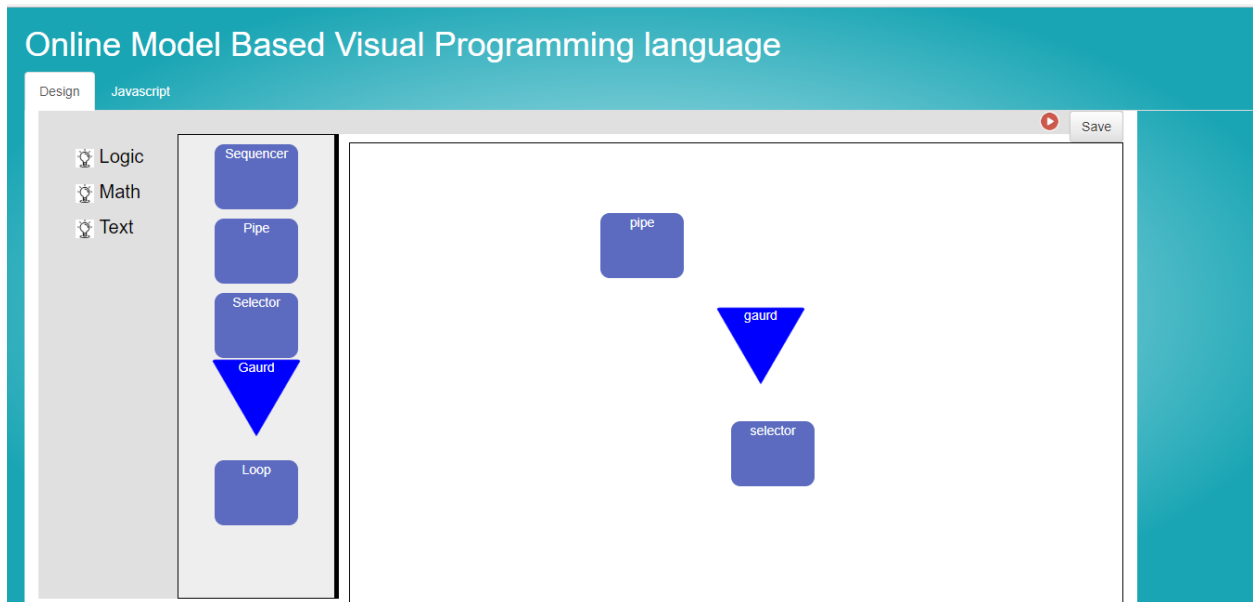 Online Model Based Visual Programming language
Design
Javascript
Save
Logic
Math
Text
Sequencer
Pipe
Selector
Gaurd
Loop
pipe
gaurd
selector